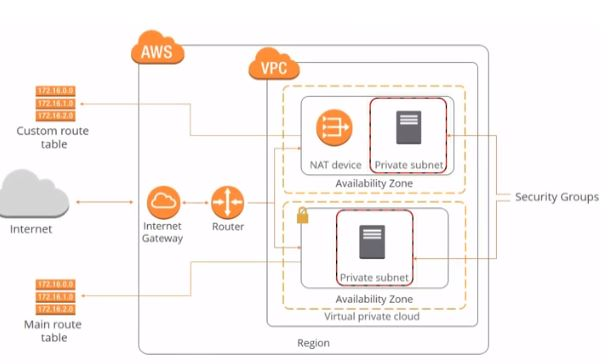 AWS
VPC
172.16.0.0
172.16.1.0
172.16.2.0
Custom route
table
NAT device
Private subnet
Availability Zone
Security Groups
Internet
Internet
Gateway
Router
Private subnet
Availability Zone
Virtual private cloud
172.16.0.0
172.16.1.0
172.16.2.0
Main route
table
Region